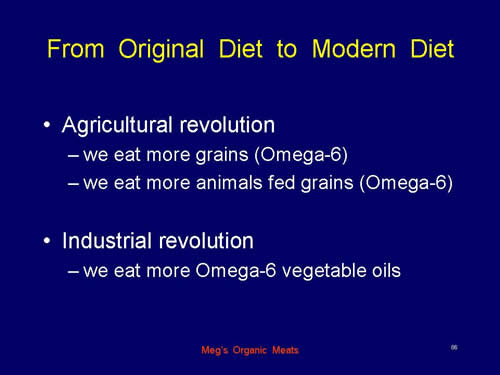 From Original Diet to Modern Diet
• Agricultural revolution
– we eat more grains (Omega-6)
– we eat more animals fed grains (Omega-6)
• Industrial revolution
– we eat more Omega-6 vegetable oils
Meg's Organic Meats
86